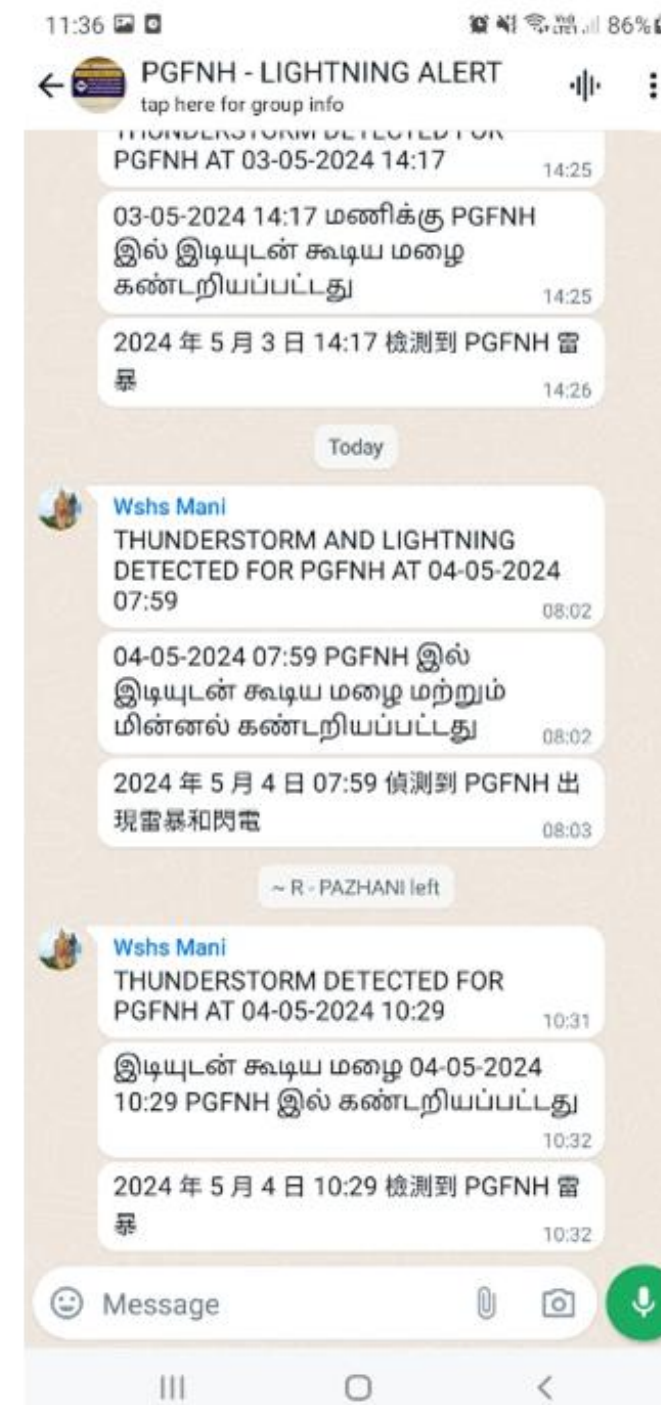 11:36
86%
PGFNH - LIGHTNING ALERT
tap here for group info
THUNDERSTORM DETECTED FOR
PGFNH AT 03-05-2024 14:17
14:25
03-05-2024 14:17 மணிக்கு PGFNH
இல் இடியுடன் கூடிய மழை
கண்டறியப்பட்டது
14:25
2024 年 5 月 3 日 14:17 檢測到 PGFNH 雷
暴
14:26
Today
Wshs Mani
THUNDERSTORM AND LIGHTNING
DETECTED FOR PGFNH AT 04-05-2024
07:59
08:02
04-05-2024 07:59 PGFNH இல்
இடியுடன் கூடிய மழை மற்றும்
மின்னல் கண்டறியப்பட்டது
08:02
2024 年 5 月 4 日 07:59 偵測到 PGFNH 出
現雷暴和閃電
08:03
~ R - PAZHANI left
Wshs Mani
THUNDERSTORM DETECTED FOR
PGFNH AT 04-05-2024 10:29
10:31
இடியுடன் கூடிய மழை 04-05-2024
10:29 PGFNH இல் கண்டறியப்பட்டது
10:32
2024 年 5 月 4 日 10:29 檢測到 PGFNH 雷
暴
10:32
Message